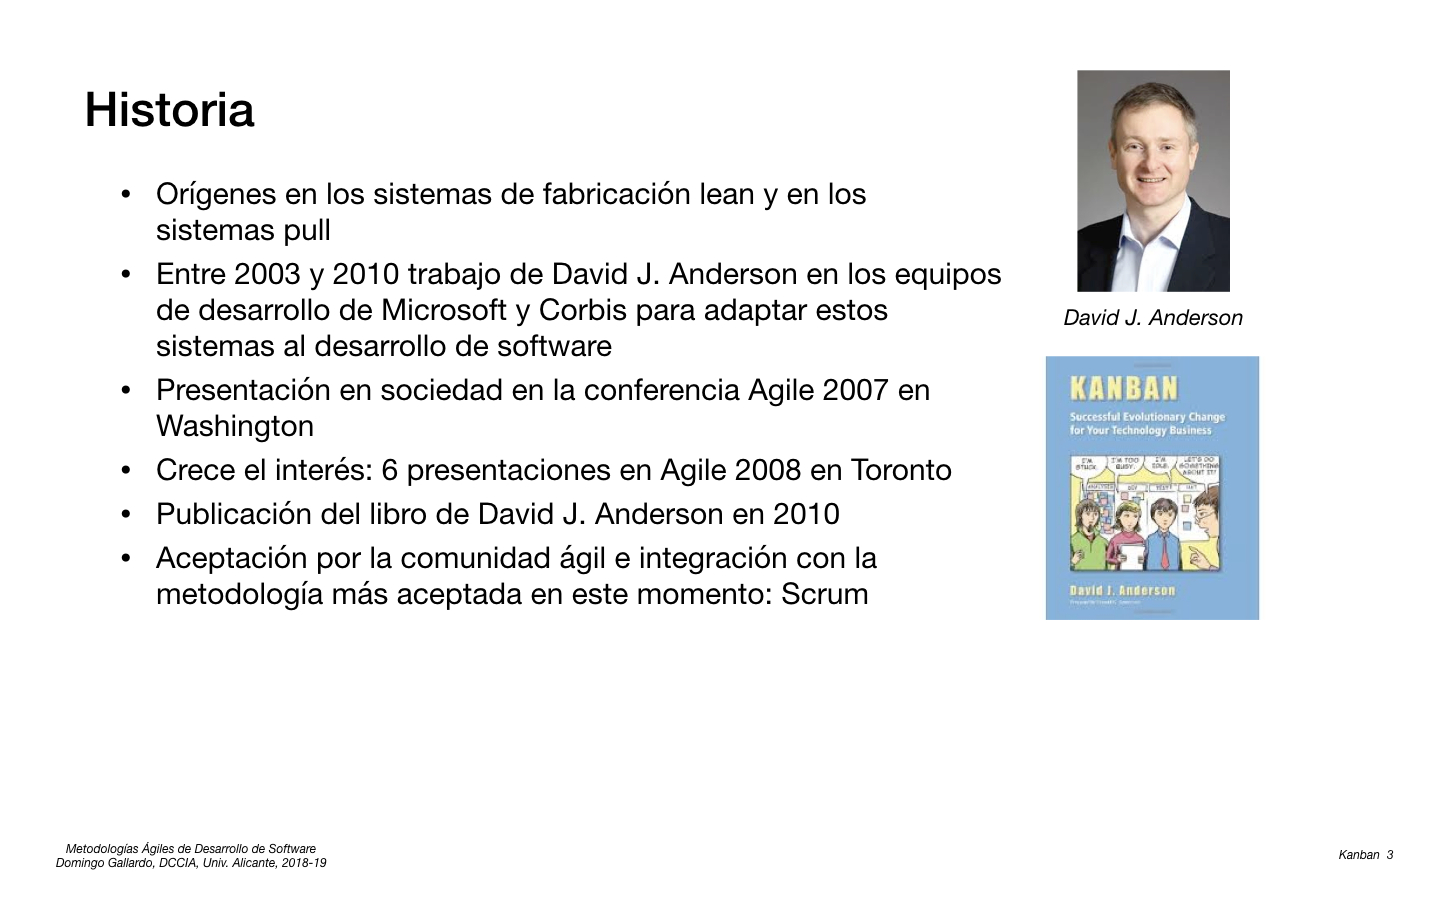 Historia
• Orígenes en los sistemas de fabricación lean y en los
sistemas pull
• Entre 2003 y 2010 trabajo de David J. Anderson en los equipos
de desarrollo de Microsoft y Corbis para adaptar estos
sistemas al desarrollo de software
• Presentación en sociedad en la conferencia Agile 2007 en
Washington
• Crece el interés: 6 presentaciones en Agile 2008 en Toronto
• Publicación del libro de David J. Anderson en 2010
• Aceptación por la comunidad ágil e integración con la
metodología más aceptada en este momento: Scrum
David J. Anderson
KANBAN
Successful Evolutionary Change
for Your Technology Business
I'M STUCK.
I'M TOO BUSY.
I'M IDLE.
LET'S DO SOMETHING ABOUT IT!
David J. Anderson
Metodologías Ágiles de Desarrollo de Software
Domingo Gallardo, DCCIA, Univ. Alicante, 2018-19
Kanban 3